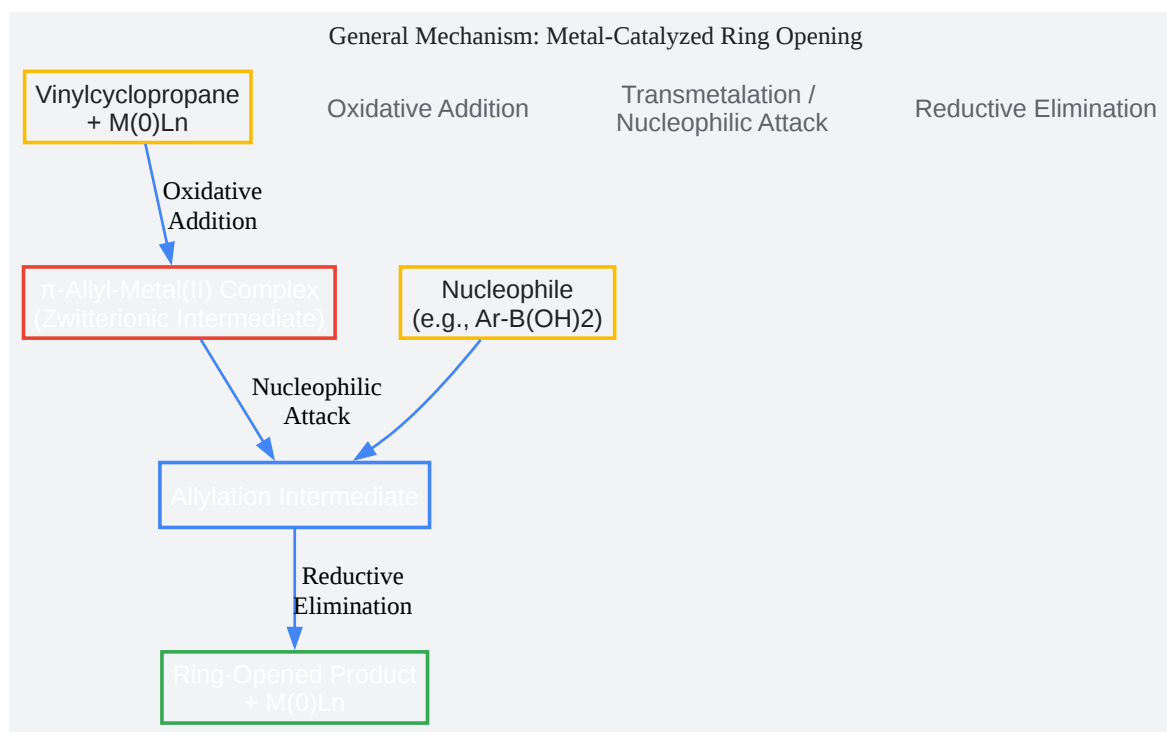 General Mechanism: Metal-Catalyzed Ring Opening
Vinylcyclopropane
+ M(0)Ln
Oxidative Addition
Transmetalation /
Nucleophilic Attack
Reductive Elimination
Oxidative
Addition
π-Allyl-Metal(II) Complex
(Zwitterionic Intermediate)
Nucleophile
(e.g., Ar-B(OH)2)
Nucleophilic
Attack
Allylation Intermediate
Reductive
Elimination
Ring-Opened Product
+ M(0)Ln